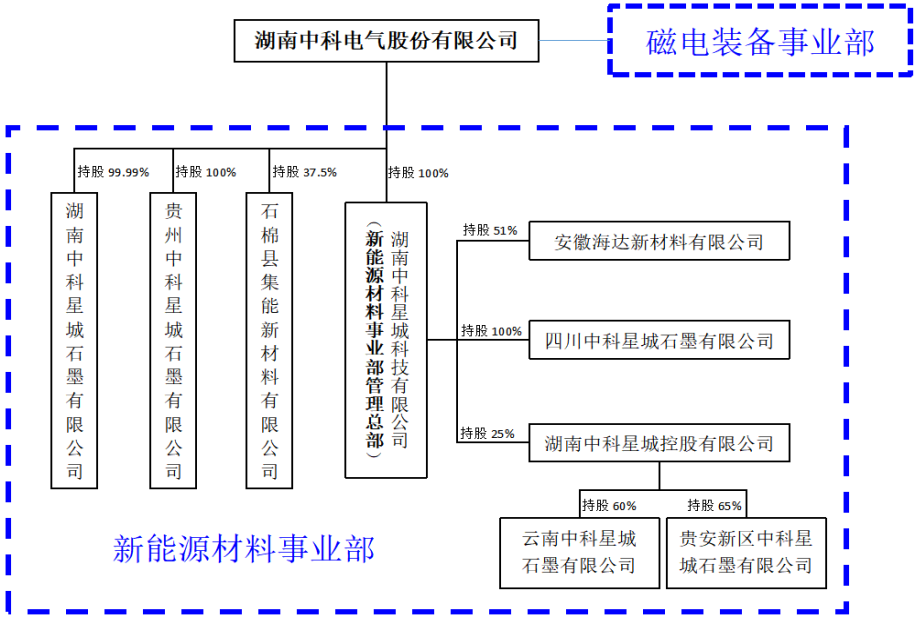 湖南中科电气股份有限公司
磁电装备事业部
持股 99.99%
持股 100%
持股 37.5%
持股 100%
湖南中科星城石墨有限公司
贵州中科星城石墨有限公司
石棉县集能新材料有限公司
湖南中科星城科技有限公司
（新能源材料事业部管理总部）
持股 51%
安徽海达新材料有限公司
持股 100%
四川中科星城石墨有限公司
持股 25%
湖南中科星城控股有限公司
持股 60%
持股 65%
云南中科星城
石墨有限公司
贵安新区中科星
城石墨有限公司
新能源材料事业部